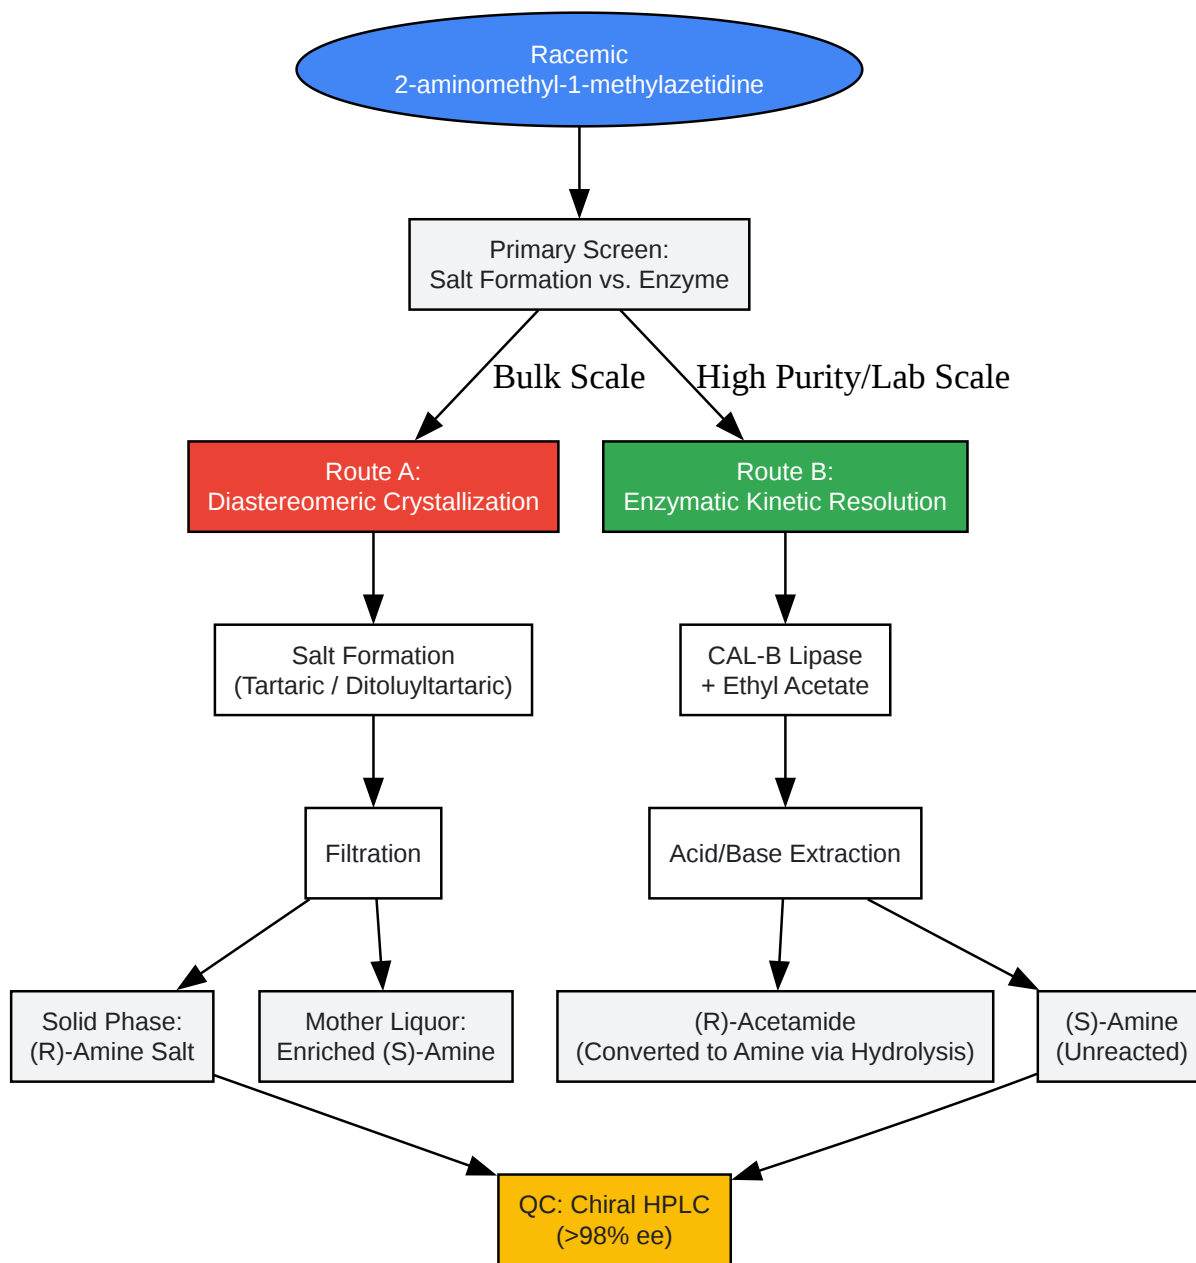 Racemic
2-aminomethyl-1-methylazetidine
Primary Screen:
Salt Formation vs. Enzyme
Bulk Scale
High Purity/Lab Scale
Route A:
Diastereomeric Crystallization
Route B:
Enzymatic Kinetic Resolution
Salt Formation
(Tartaric / Ditoluyltartaric)
CAL-B Lipase
+ Ethyl Acetate
Filtration
Acid/Base Extraction
Solid Phase:
(R)-Amine Salt
Mother Liquor:
Enriched (S)-Amine
(R)-Acetamide
(Converted to Amine via Hydrolysis)
(S)-Amine
(Unreacted)
QC: Chiral HPLC
(>98% ee)